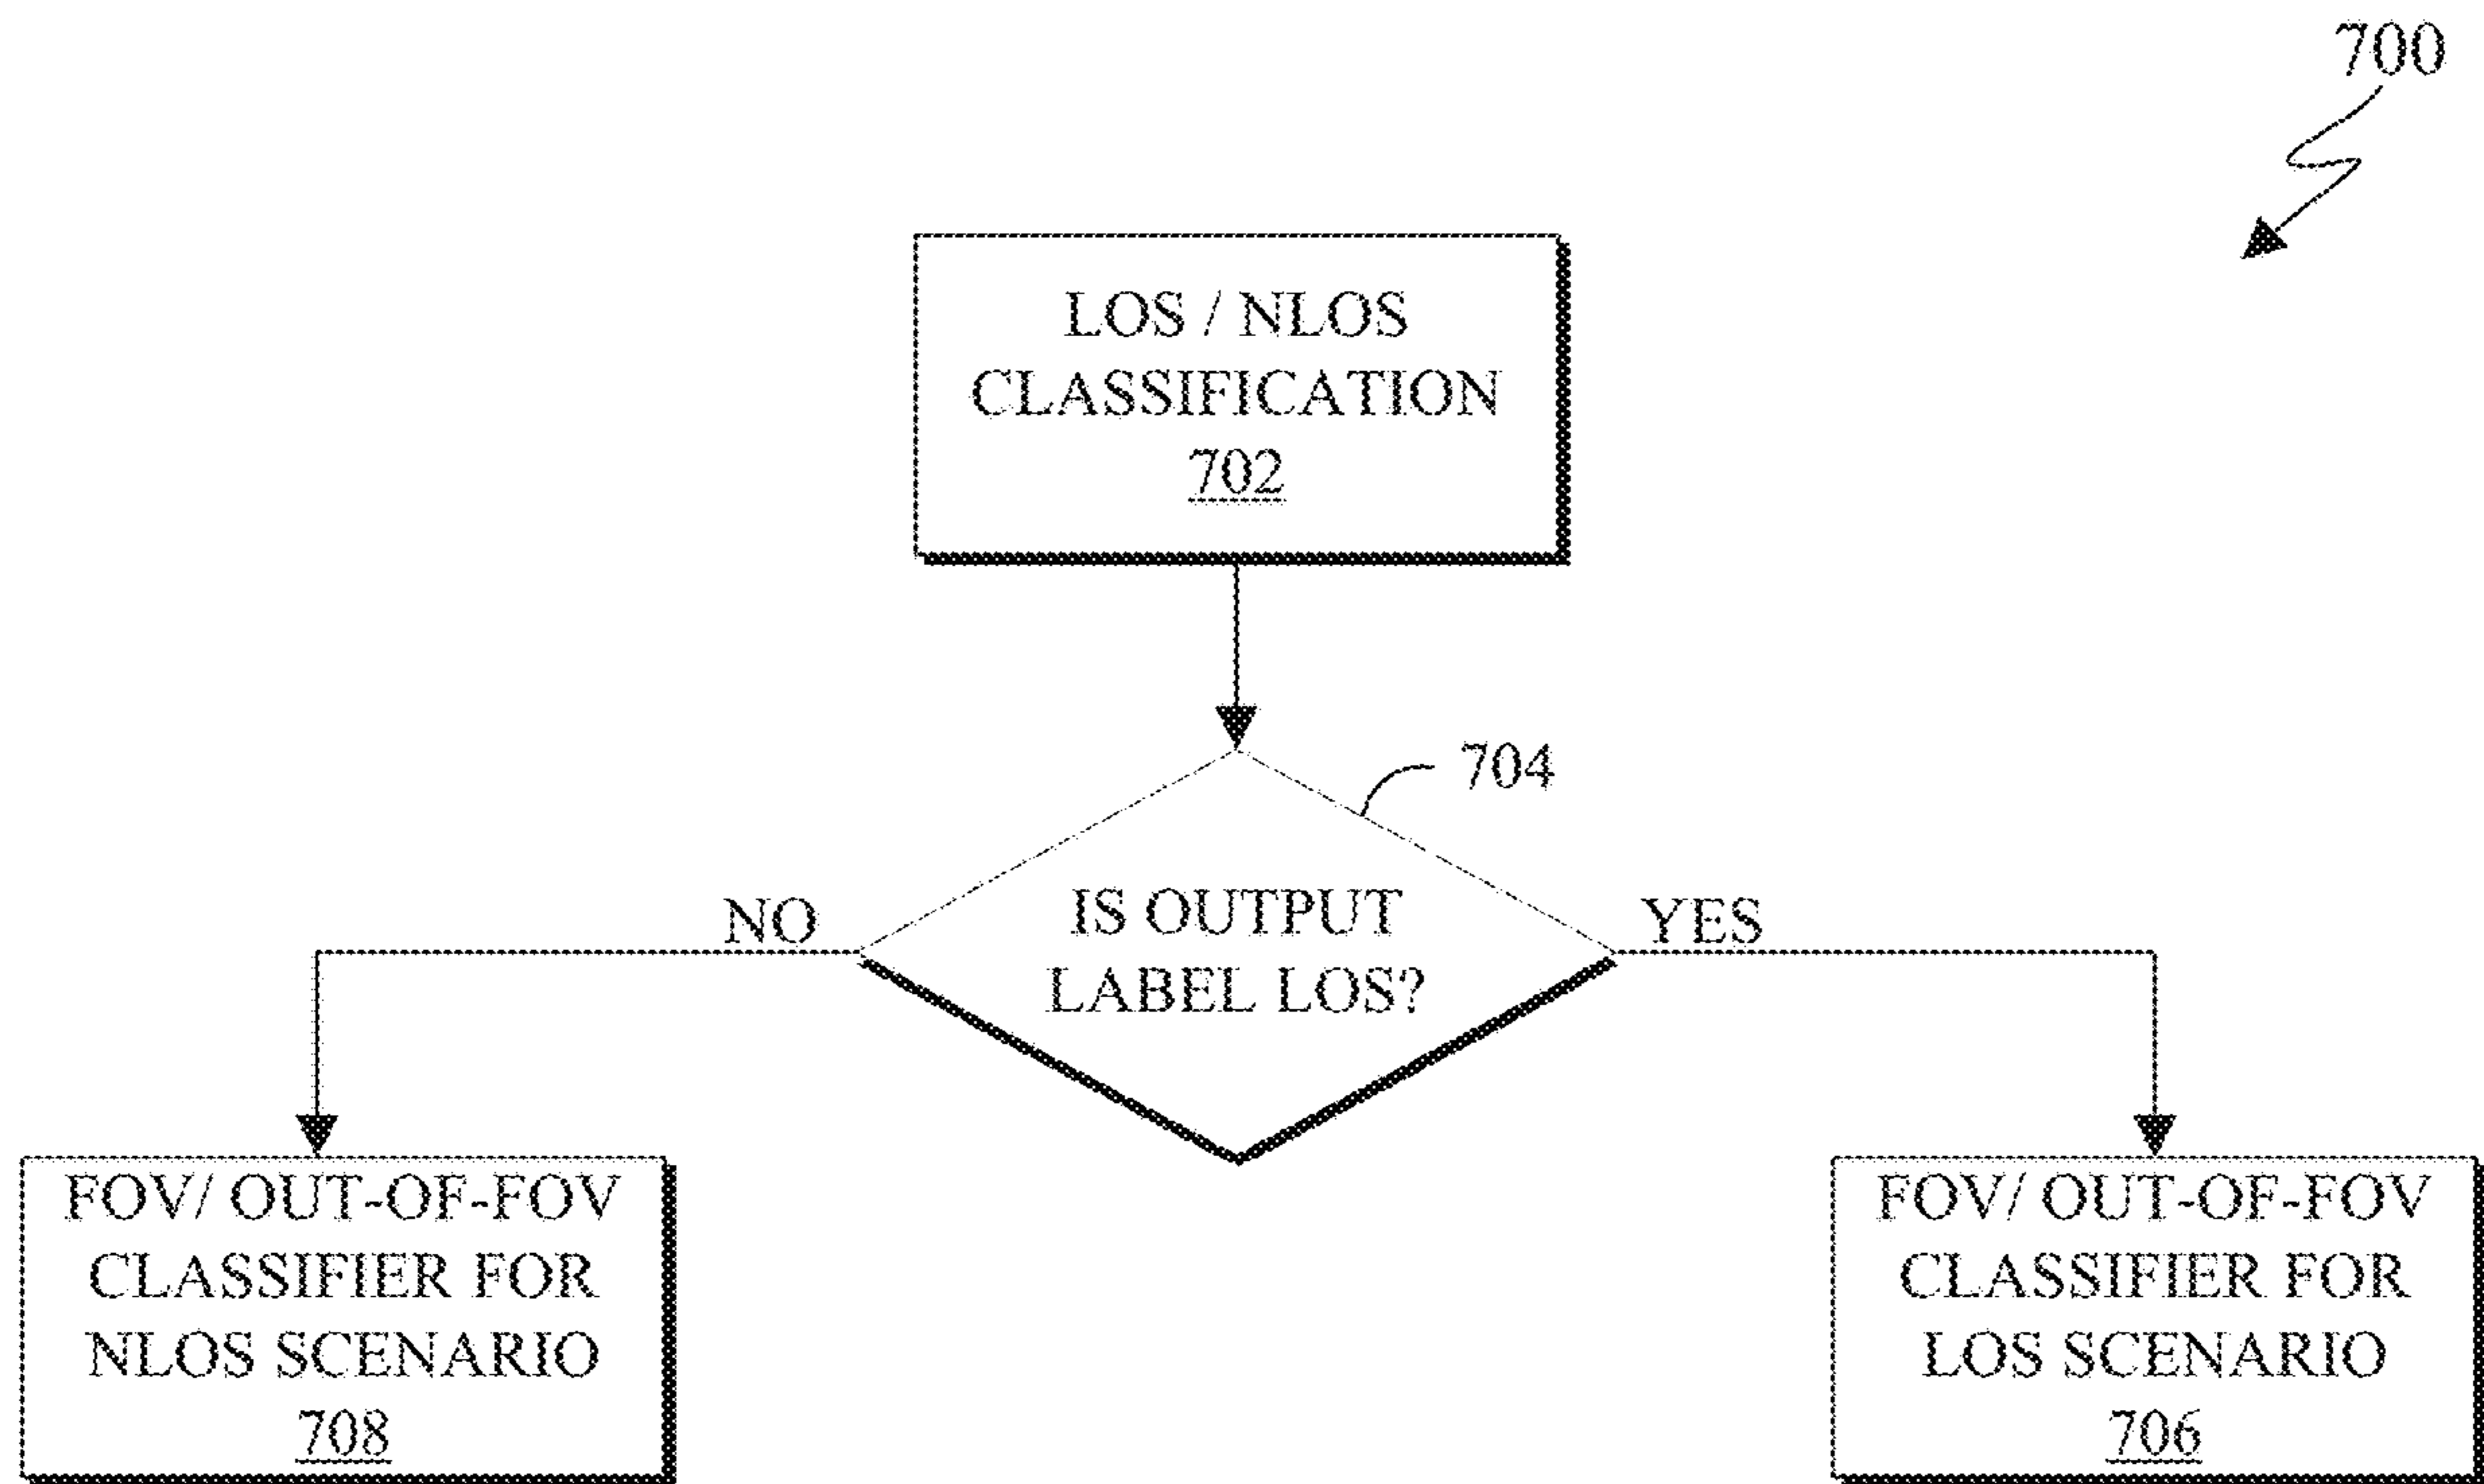 700
LOS / NLOS
CLASSIFICATION
702
704
IS OUTPUT
LABEL LOS?
NO
YES
FOV/ OUT-OF-FOV
CLASSIFIER FOR
NLOS SCENARIO
708
FOV/ OUT-OF-FOV
CLASSIFIER FOR
LOS SCENARIO
706